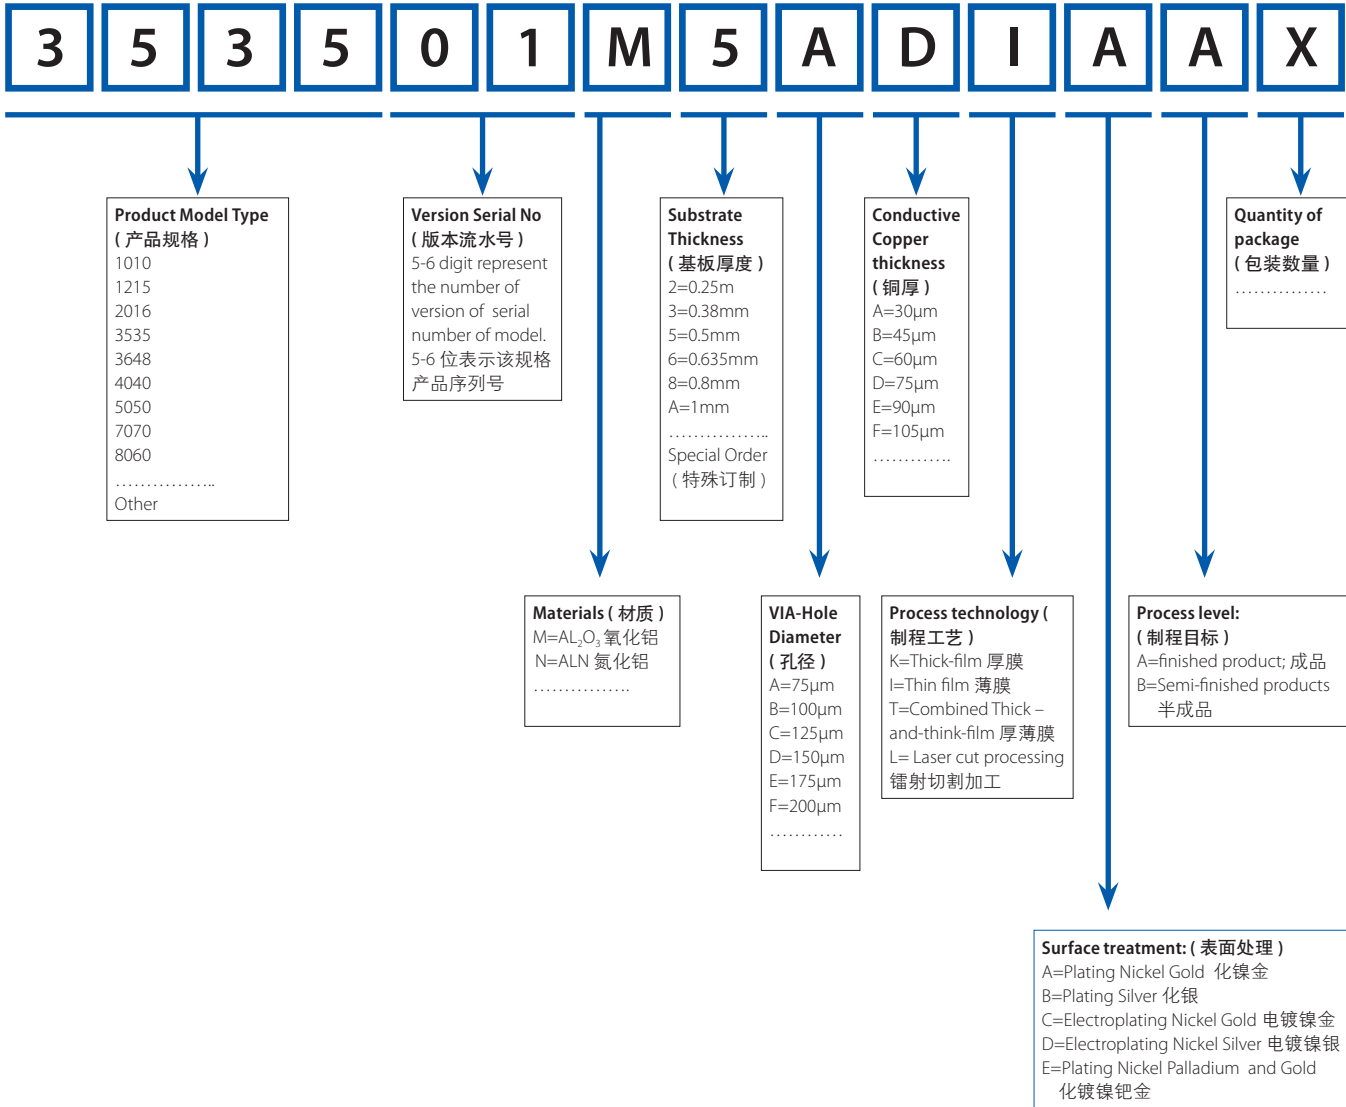 3 5 3 5 0 1 M 5 A D I A A X
Product Model Type
( 产品规格 )
1010
1215
2016
3535
3648
4040
5050
7070
8060
……………..
Other
Version Serial No
( 版本流水号 )
5-6 digit represent
the number of
version of serial
number of model.
5-6 位表示该规格
产品序列号
Substrate
Thickness
( 基板厚度 )
2=0.25m
3=0.38mm
5=0.5mm
6=0.635mm
8=0.8mm
A=1mm
……………..
Special Order
( 特殊订制 )
Conductive
Copper
thickness
( 铜厚 )
A=30μm
B=45μm
C=60μm
D=75μm
E=90μm
F=105μm
………….
Quantity of
package
( 包装数量 )
……………
Materials ( 材质 )
M=AL₂O₃ 氧化铝
N=ALN 氮化铝
…………….
VIA-Hole
Diameter
( 孔径 )
A=75μm
B=100μm
C=125μm
D=150μm
E=175μm
F=200μm
…………
Process technology (
制程工艺 )
K=Thick-film 厚膜
I=Thin film 薄膜
T=Combined Thick –
and-think-film 厚薄膜
L= Laser cut processing
镭射切割加工
Process level:
( 制程目标 )
A=finished product; 成品
B=Semi-finished products
半成品
Surface treatment: ( 表面处理 )
A=Plating Nickel Gold 化镍金
B=Plating Silver 化银
C=Electroplating Nickel Gold 电镀镍金
D=Electroplating Nickel Silver 电镀镍银
E=Plating Nickel Palladium and Gold
化镀镍钯金